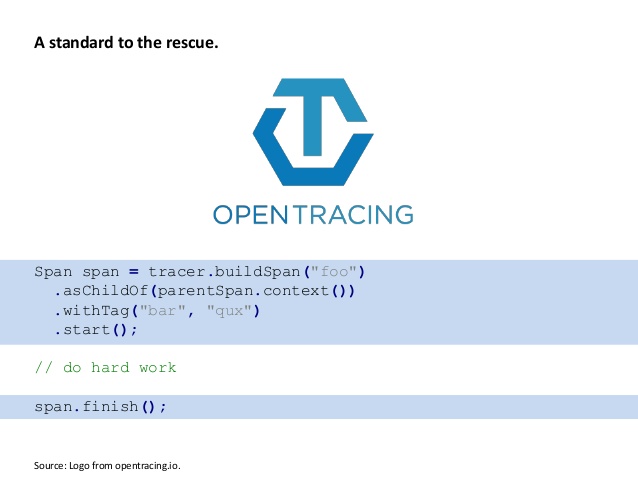 A standard to the rescue.
OPENTRACING
Span span = tracer.buildSpan("foo")
  .asChildOf(parentSpan.context())
  .withTag("bar", "qux")
  .start();
// do hard work
span.finish();
Source: Logo from opentracing.io.